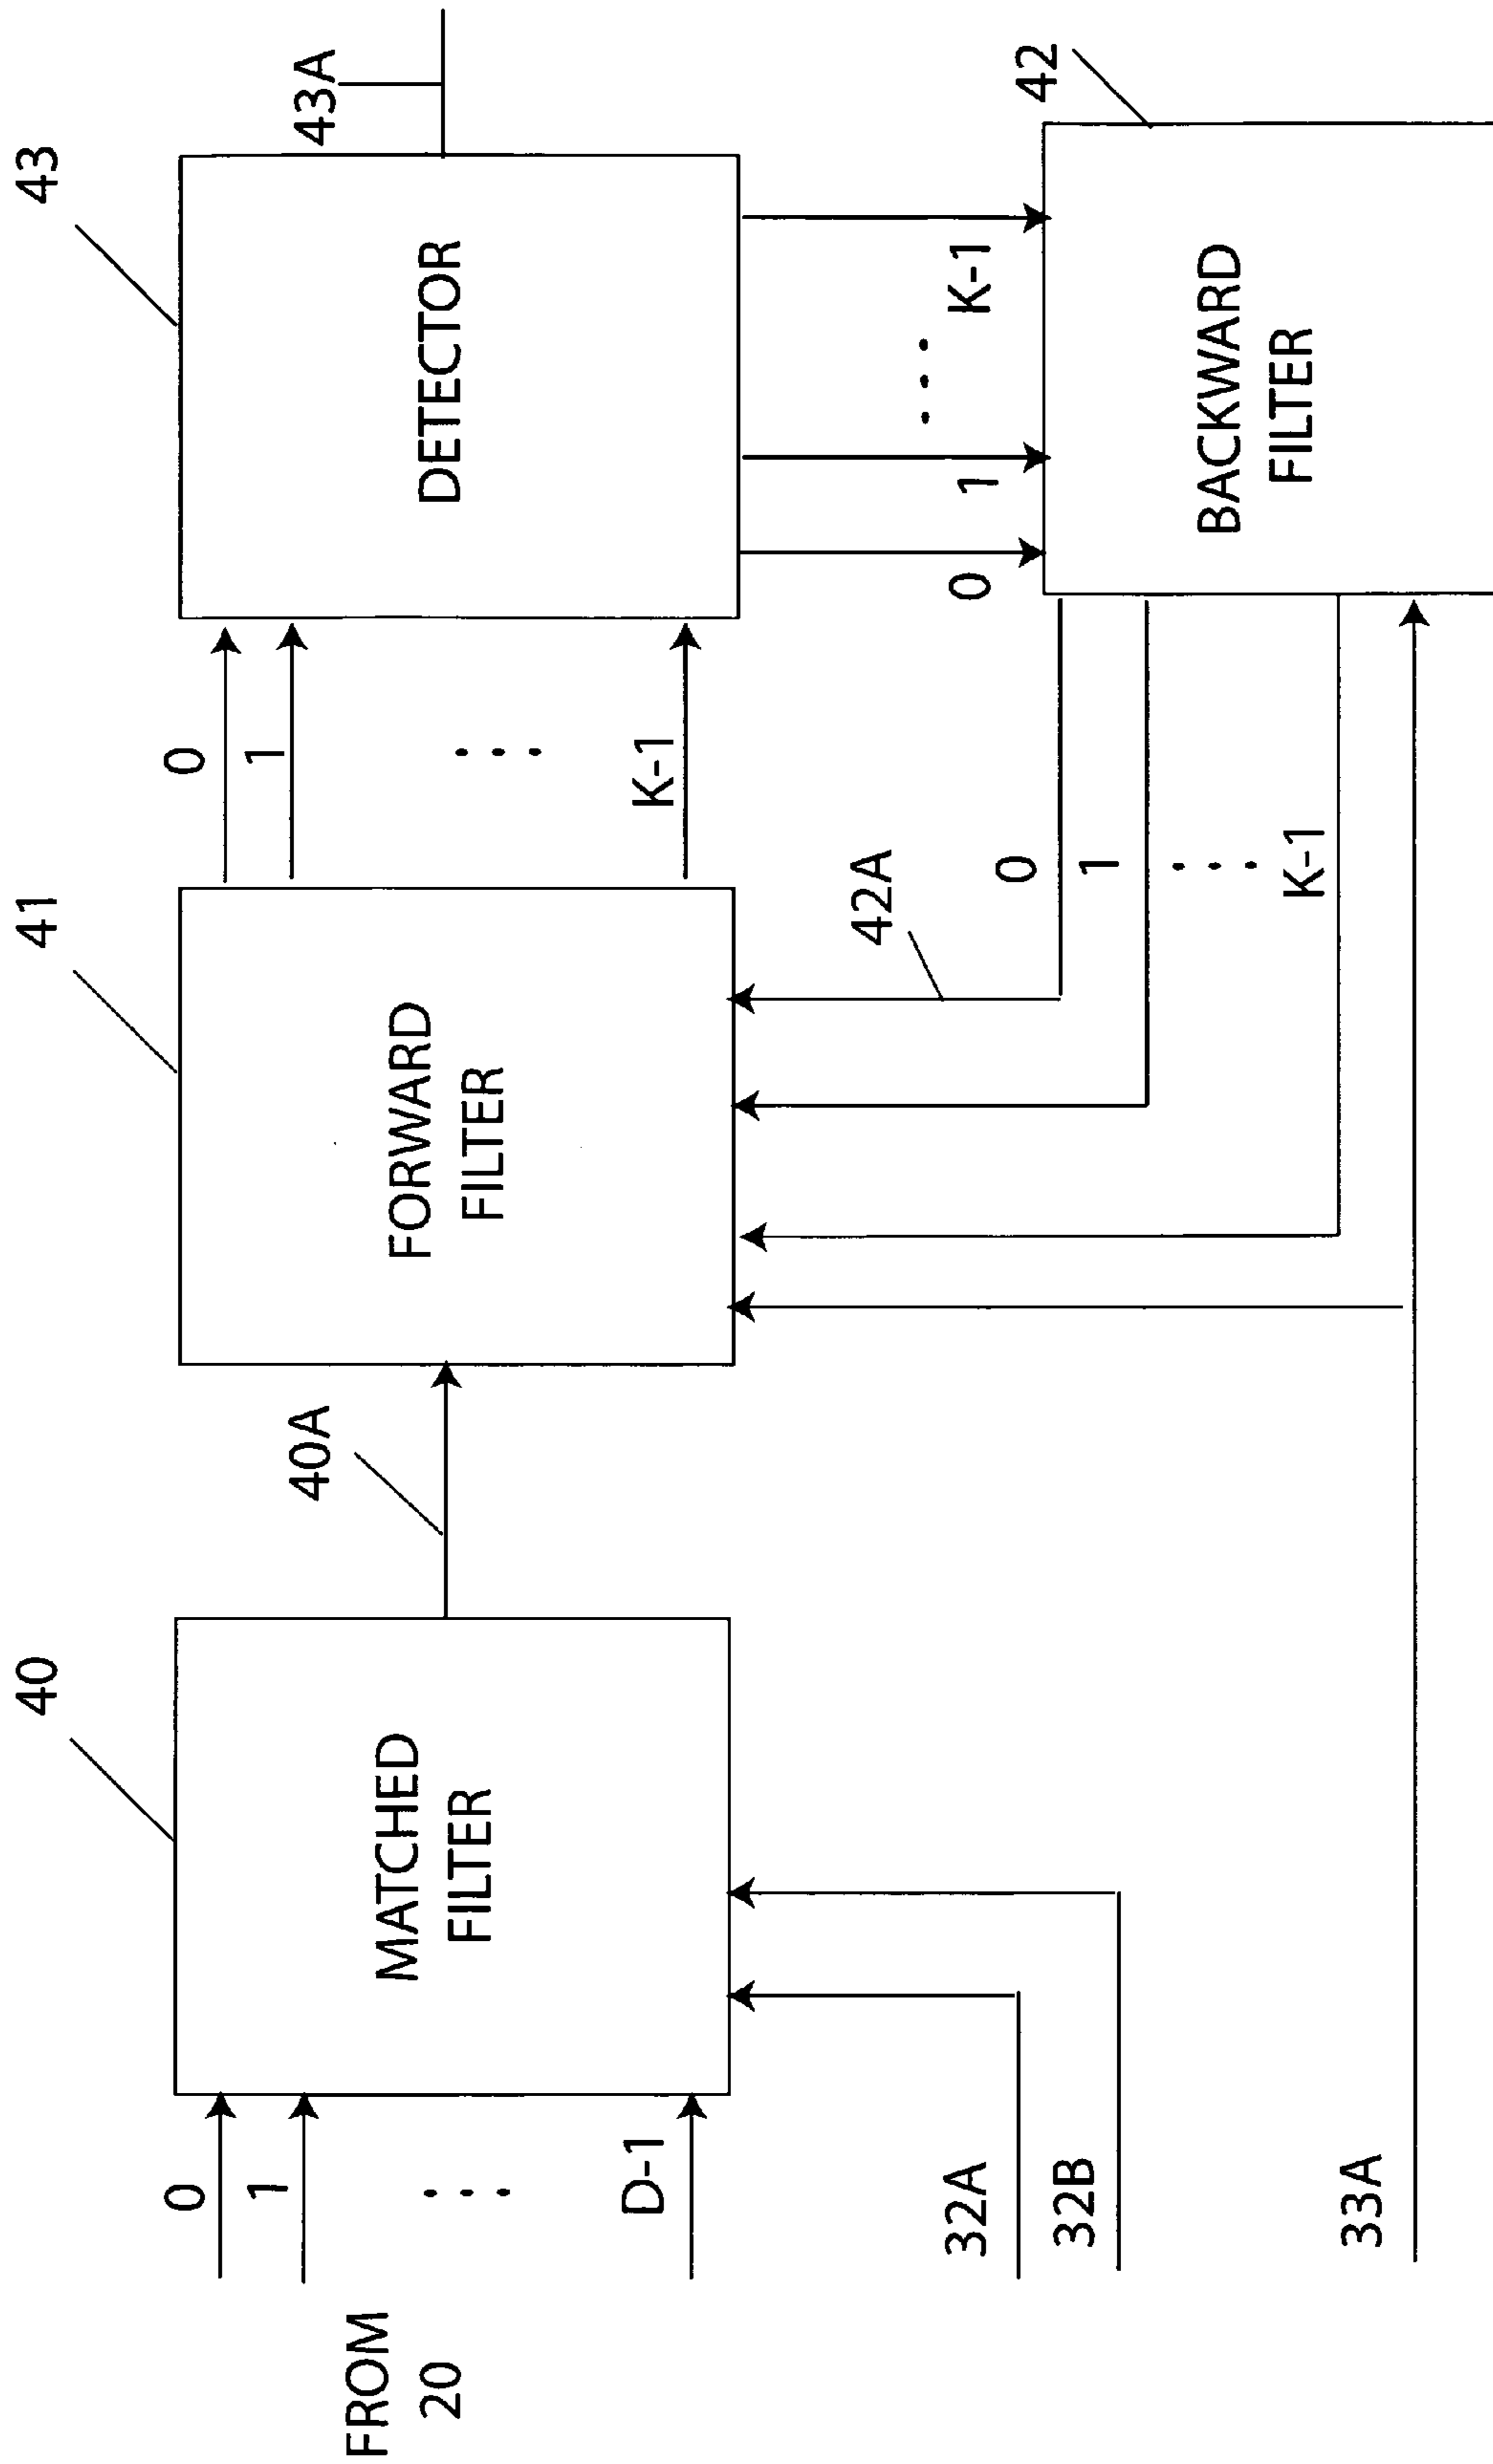 40
41
43
0
1
D-1
FROM
20
MATCHED
FILTER
40A
FORWARD
FILTER
0
1
K-1
DETECTOR
43A
32A
32B
33A
42A
0
1
K-1
0
1
K-1
42
BACKWARD
FILTER